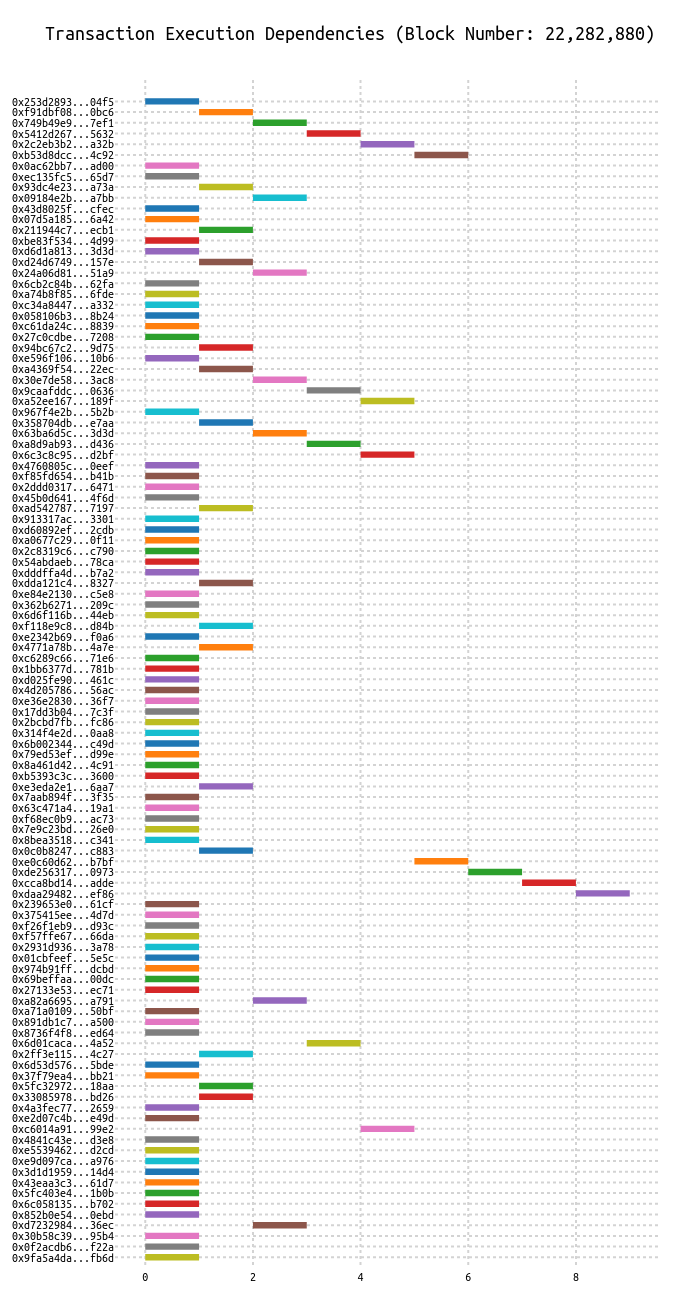 Transaction Execution Dependencies (Block Number: 22,282,880)
0x253d2893...04f5
0xf91dbf08...0bc6
0x749b49e9...7ef1
0x5412d267...5632
0x2c2eb3b2...a32b
0xb53d8dcc...4c92
0x0ac62bb7...ad00
0xec135fc5...65d7
0x93dc4e23...a73a
0x09184e42...a7bb
0x43d8025f...cfec
0x07d5a185...6a42
0x211944c7...ecb1
0xbe83f534...4d99
0xd6d1a813...3d3d
0xd24d6749...157e
0x24a06d81...51a9
0x6cb2c84b...62fa
0xa74b8f85...6fde
0xc34a8447...a332
0x058106b3...8b24
0xc61da24c...8839
0x27c0cdbe...7208
0x94bc67c2...9d75
0xe596f106...10b6
0xa4369f54...22ec
0x30e7de58...3ac8
0x9caafddc...0636
0xa52ee167...189f
0x967f4e2b...5b2b
0x358704db...e7aa
0x63ba6d5c...3d3d
0xa8d9ab93...d436
0x6c3c8c95...d2bf
0x4760805c...0eef
0xf85fd654...b41b
0x2ddd0317...6471
0x45b0d641...4f6d
0xad542787...7197
0x913317ac...3301
0xd60892ef...2cdb
0xa0677c29...0f11
0x2c8319c6...c790
0x54abdaeb...78ca
0xdddffa4d...b7a2
0xdda121c4...8327
0xe84e2130...c5e8
0x362b6271...209c
0x6d6f116b...44eb
0xf118e9c8...d84b
0xe2342b69...f0a6
0x4771a78b...4a7e
0xc6289c66...71e6
0x1bb6377d...781b
0xd025fe90...461c
0x4d205786...56ac
0xe36e2830...36f7
0x17dd3b04...7c3f
0x2bcbd7fb...fc86
0x314f4e2d...0aa8
0x6b002344...c49d
0x79ed53ef...d99e
0x8a461d42...4c91
0xb5393c3c...3600
0xe3eda2e1...6aa7
0x7aab894f...3f35
0x63c471a4...19a1
0xf68ec0b9...ac73
0x7e9c23bd...26e0
0x8bea3518...c341
0x0c0b8247...c883
0xe0c60d62...b7bf
0xde256317...0973
0xcca8bd14...adde
0xdaa29482...ef86
0x239653e0...61cf
0x375415ee...4d7d
0xf26f1eb9...d93c
0xf57ffe67...66da
0x2931d936...3a78
0x01cbfeef...5e5c
0x974b91ff...dcbd
0x69beffaa...00dc
0x27133e53...ec71
0xa82a6695...a791
0xa71a0109...50bf
0x891db1c7...a500
0x8736f4f8...ed64
0x6d01caca...4a52
0x2ff3e115...4c27
0x6d53d576...5bde
0x37f79ea4...bb21
0x5fc32972...18aa
0x33085978...bd26
0x4a3fec77...2659
0xe2d07c4b...e49d
0xc6014a91...99e2
0x4841c43e...d3e8
0xe5539462...d2cd
0xe9d097ca...a976
0x3d1d1959...14d4
0x43eaa3c3...61d7
0x5fc403e4...1b0b
0x6c058135...b702
0x852b0e54...0ebd
0xd7232984...36ec
0x30b58c39...95b4
0x0f2acdb6...f22a
0x9fa5a4da...fb6d
0 2 4 6 8